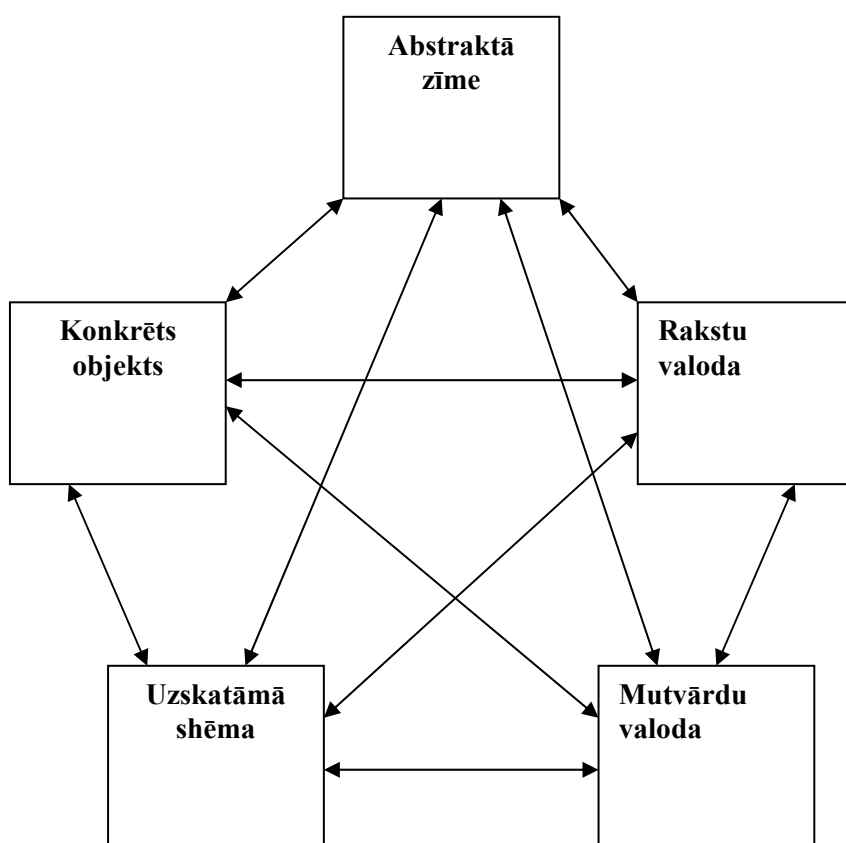 Abstraktā
zīme
Konkrēts
objekts
Rakstu
valoda
Uzskatāmā
shēma
Mutvārdu
valoda